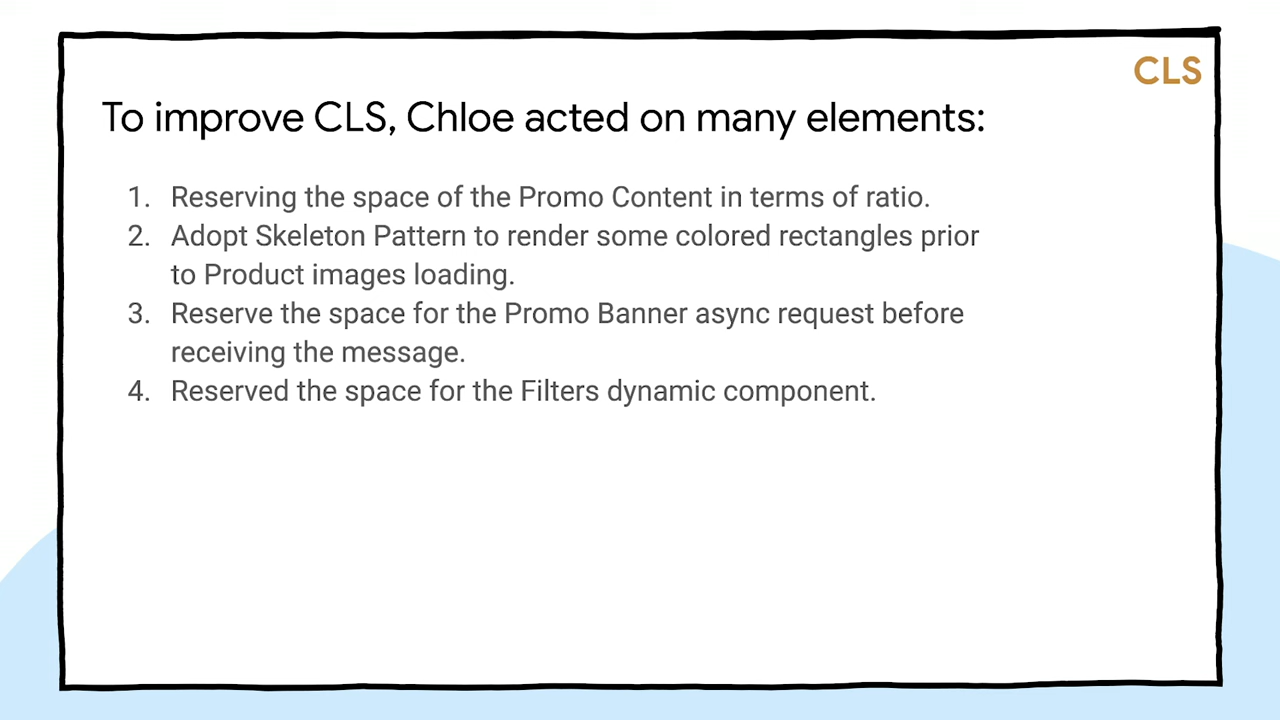 CLS
To improve CLS, Chloe acted on many elements:
1. Reserving the space of the Promo Content in terms of ratio.
2. Adopt Skeleton Pattern to render some colored rectangles prior
to Product images loading.
3. Reserve the space for the Promo Banner async request before
receiving the message.
4. Reserved the space for the Filters dynamic component.